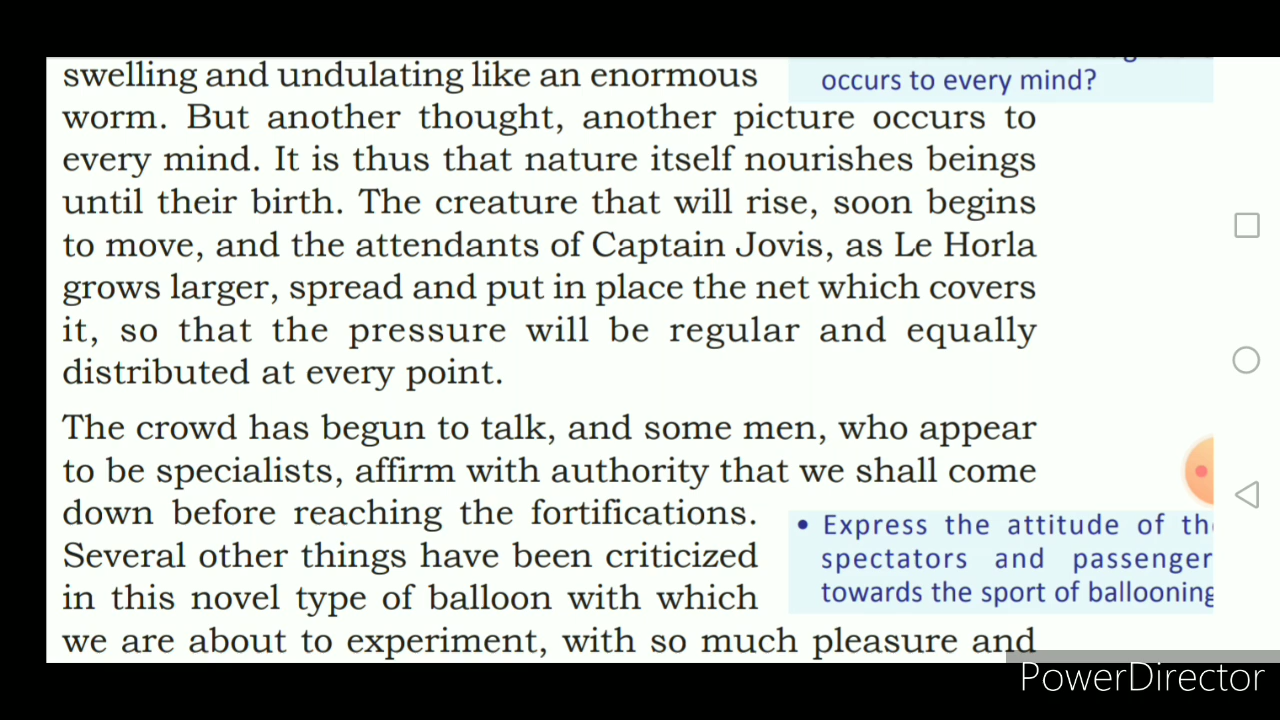 swelling and undulating like an enormous
occurs to every mind?
worm. But another thought, another picture occurs to
every mind. It is thus that nature itself nourishes beings
until their birth. The creature that will rise, soon begins
to move, and the attendants of Captain Jovis, as Le Horla
grows larger, spread and put in place the net which covers
it, so that the pressure will be regular and equally
distributed at every point.
The crowd has begun to talk, and some men, who appear
to be specialists, affirm with authority that we shall come
down before reaching the fortifications.
Several other things have been criticized
in this novel type of balloon with which
we are about to experiment, with so much pleasure and
• Express the attitude of th
spectators and passenger
towards the sport of ballooning
PowerDirector